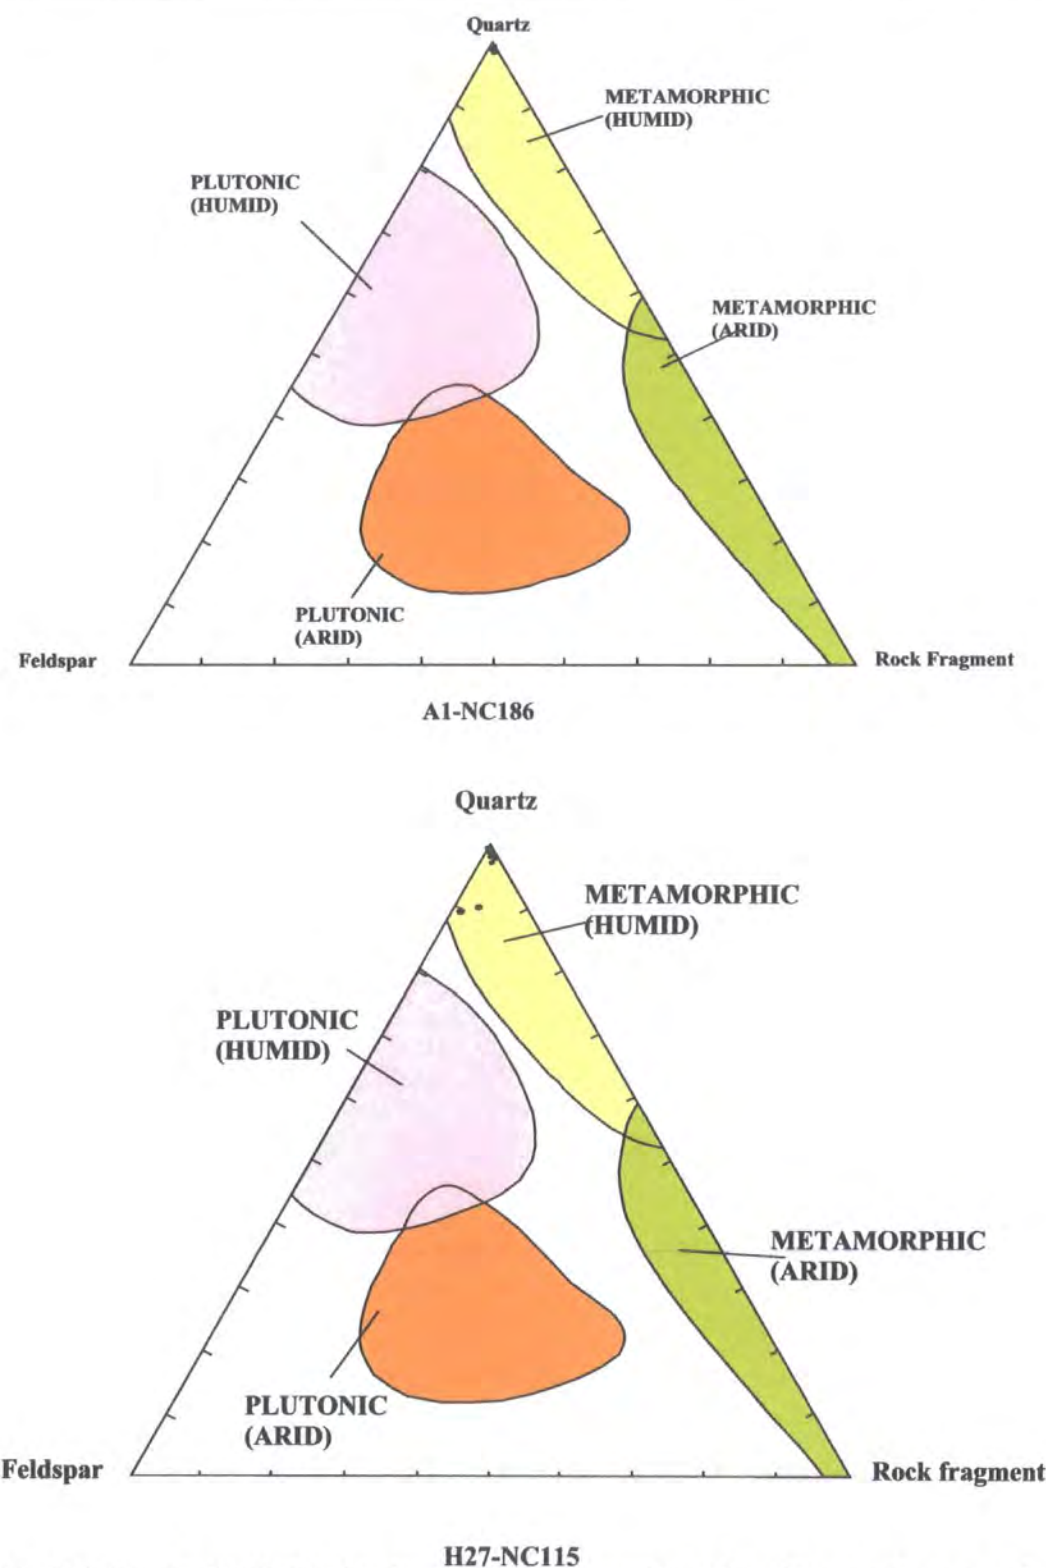 Quartz
METAMORPHIC
(HUMID)
PLUTONIC
(HUMID)
METAMORPHIC
(ARID)
PLUTONIC
(ARID)
Feldspar
Rock Fragment
A1-NC186
Quartz
METAMORPHIC
(HUMID)
PLUTONIC
(HUMID)
METAMORPHIC
(ARID)
PLUTONIC
(ARID)
Feldspar
Rock fragment
H27-NC115